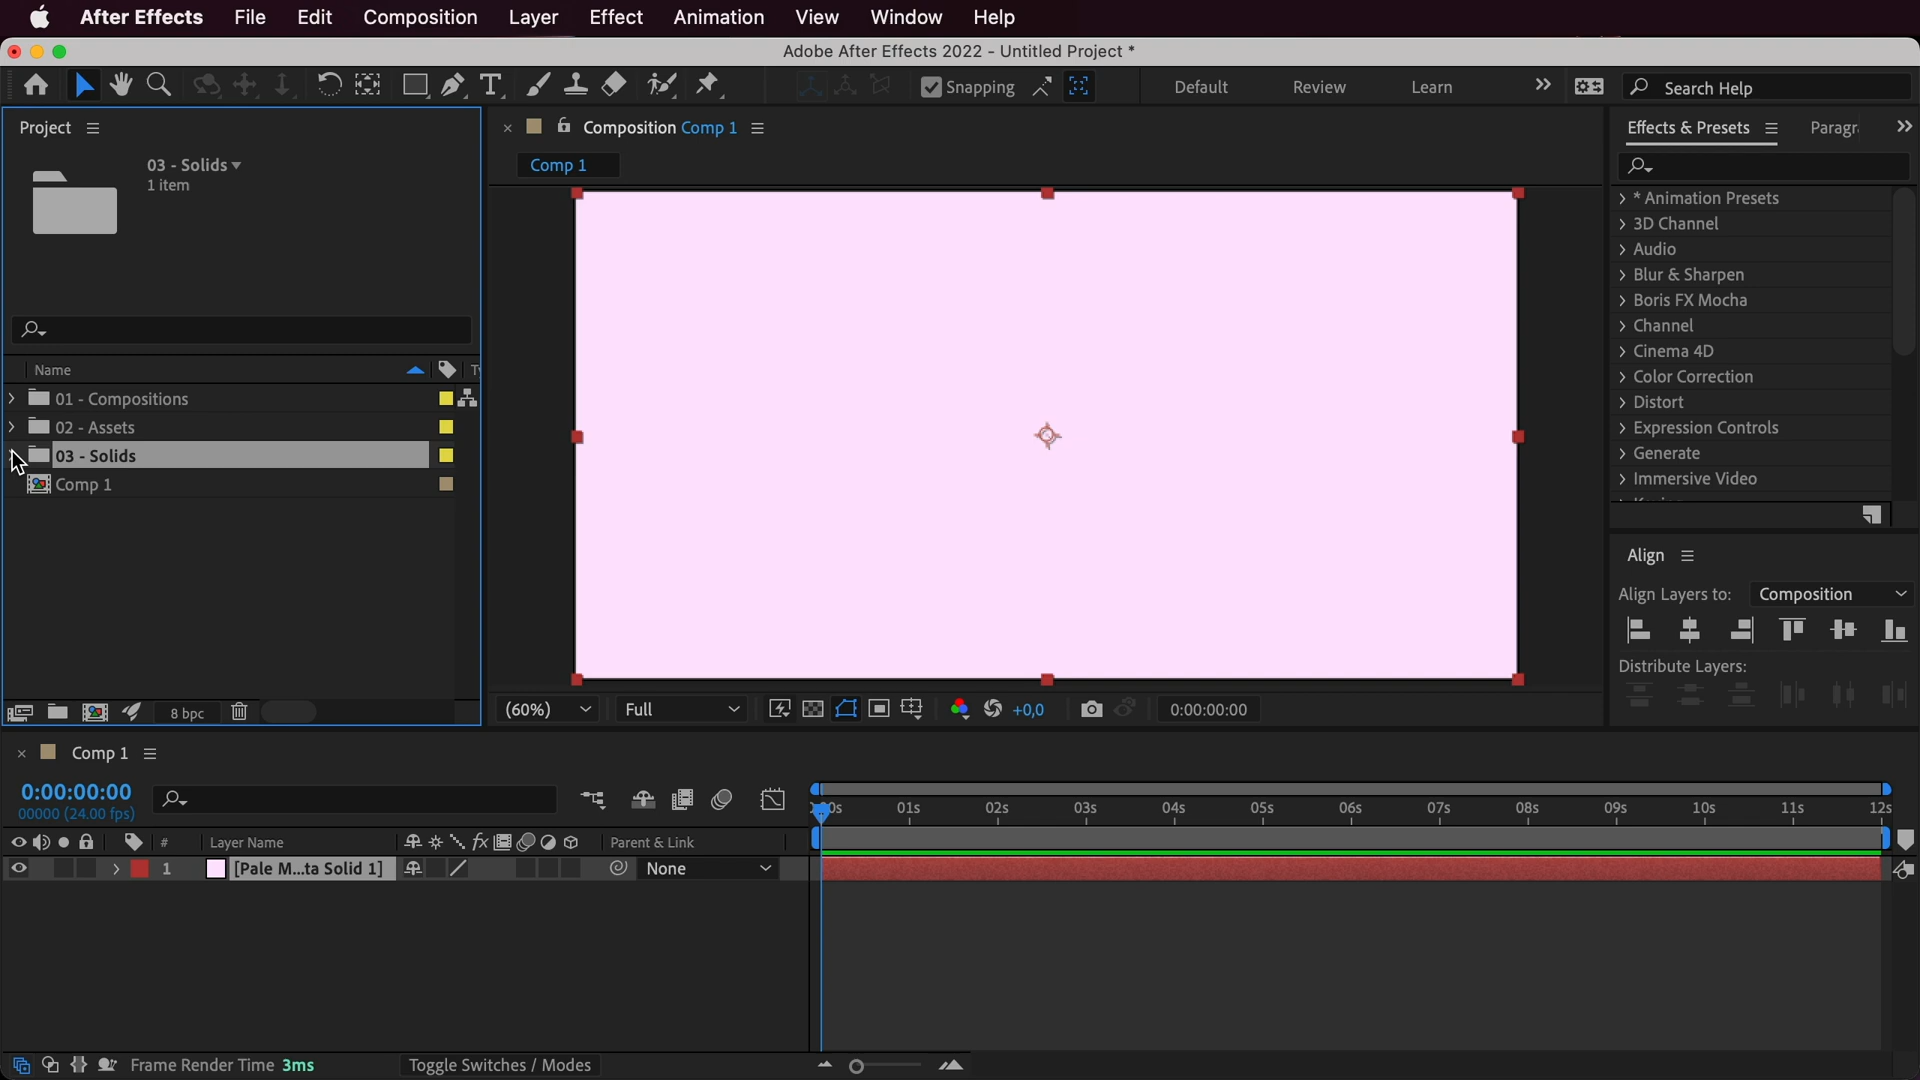 After Effects File Edit Composition Layer Effect Animation View Window Help
Adobe After Effects 2022 - Untitled Project *
Snapping Default Review Learn Search Help
Project
03 - Solids
1 item
Name
01 - Compositions
02 - Assets
03 - Solids
Comp 1
8 bpc
Composition Comp 1
Comp 1
(60%) Full +0,0 0:00:00:00
Effects & Presets Paragr
* Animation Presets
3D Channel
Audio
Blur & Sharpen
Boris FX Mocha
Channel
Cinema 4D
Color Correction
Distort
Expression Controls
Generate
Immersive Video
Align
Align Layers to: Composition
Distribute Layers:
Comp 1
0:00:00:00
00000 (24.00 fps)
01s 02s 03s 04s 05s 06s 07s 08s 09s 10s 11s 12s
# Layer Name fx Parent & Link
1 [Pale M...ta Solid 1] None
Frame Render Time 3ms Toggle Switches / Modes